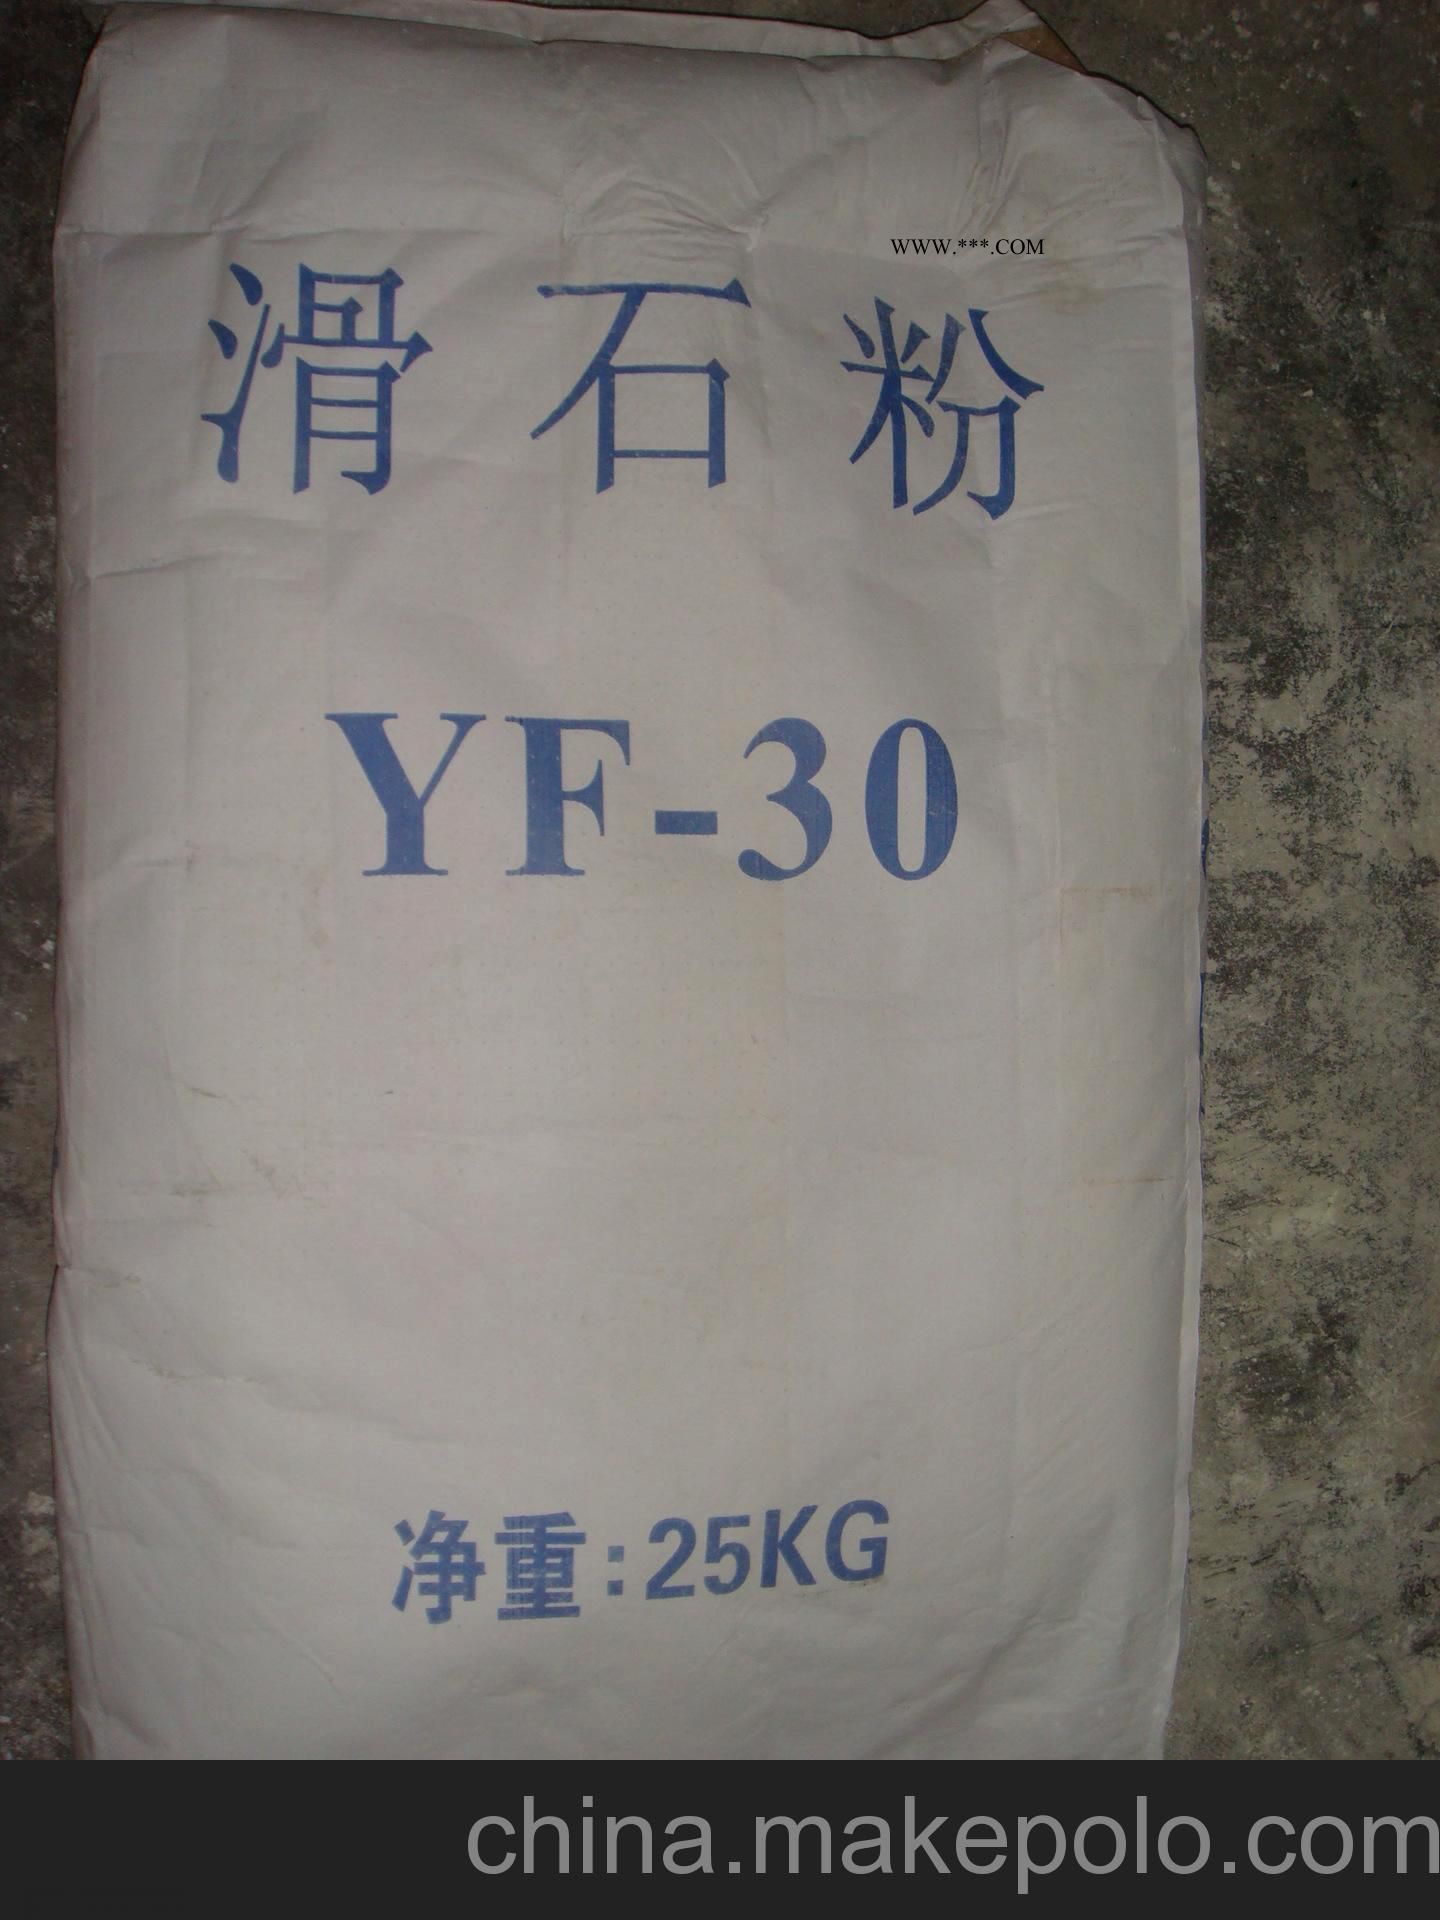 WWW.***.COM
滑石粉
YF-30
净重:25KG
china.makepolo.com